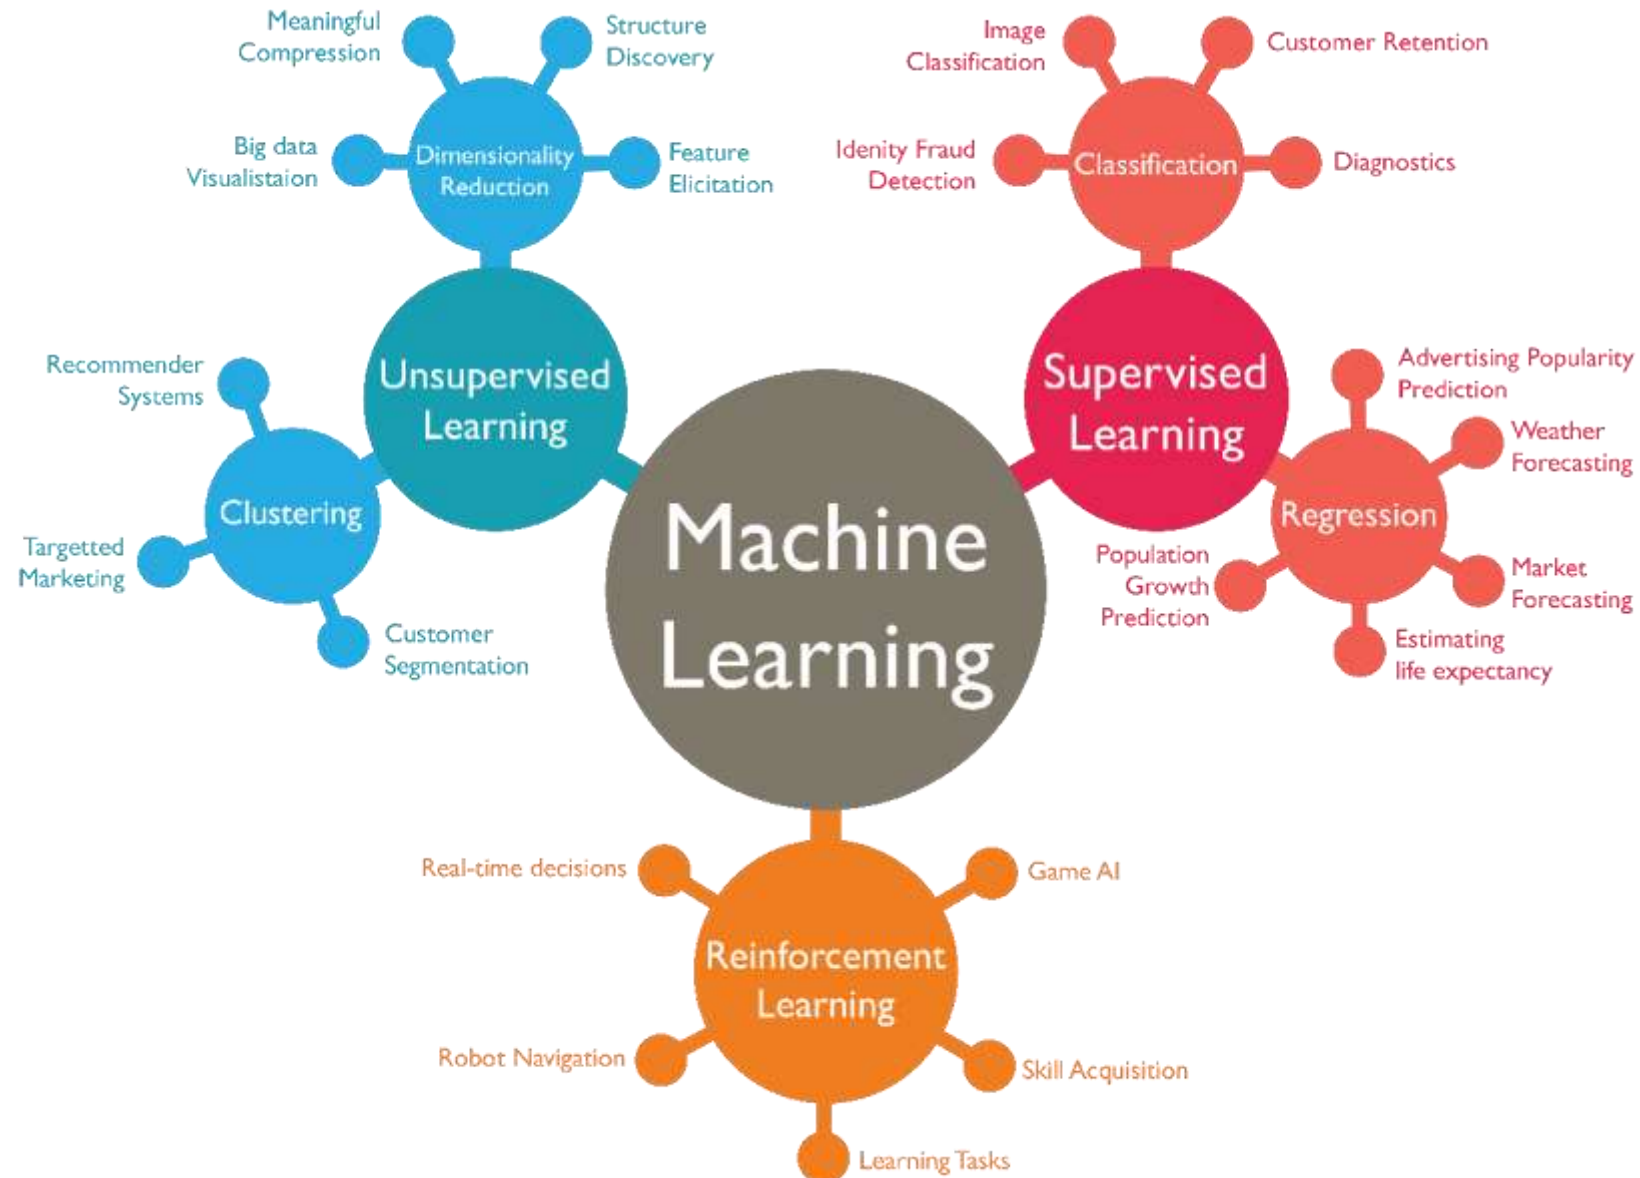 Meaningful
Compression
Structure
Discovery
Big data
Visualistaion
Dimensionality
Reduction
Feature
Elicitation
Image
Classification
Customer Retention
Idenity Fraud
Detection
Classification
Diagnostics
Unsupervised
Learning
Supervised
Learning
Recommender
Systems
Clustering
Targetted
Marketing
Customer
Segmentation
Advertising Popularity
Prediction
Weather
Forecasting
Regression
Population
Growth
Prediction
Market
Forecasting
Estimating
life expectancy
Machine
Learning
Real-time decisions
Game AI
Reinforcement
Learning
Robot Navigation
Skill Acquisition
Learning Tasks